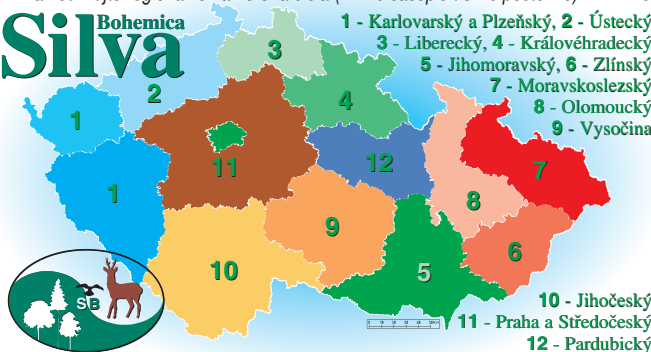 Bohemica
Silva
1 - Karlovarský a Plzeňský, 2 - Ústecký
3 - Liberecký, 4 - Královéhradecký
5 - Jihomoravský, 6 - Zlínský
7 - Moravskoslezský
8 - Olomoucký
9 - Vysočina
3
2
4
1
11
12
7
1
8
9
6
10
5
SB
10 - Jihočeský
11 - Praha a Středočeský
12 - Pardubický